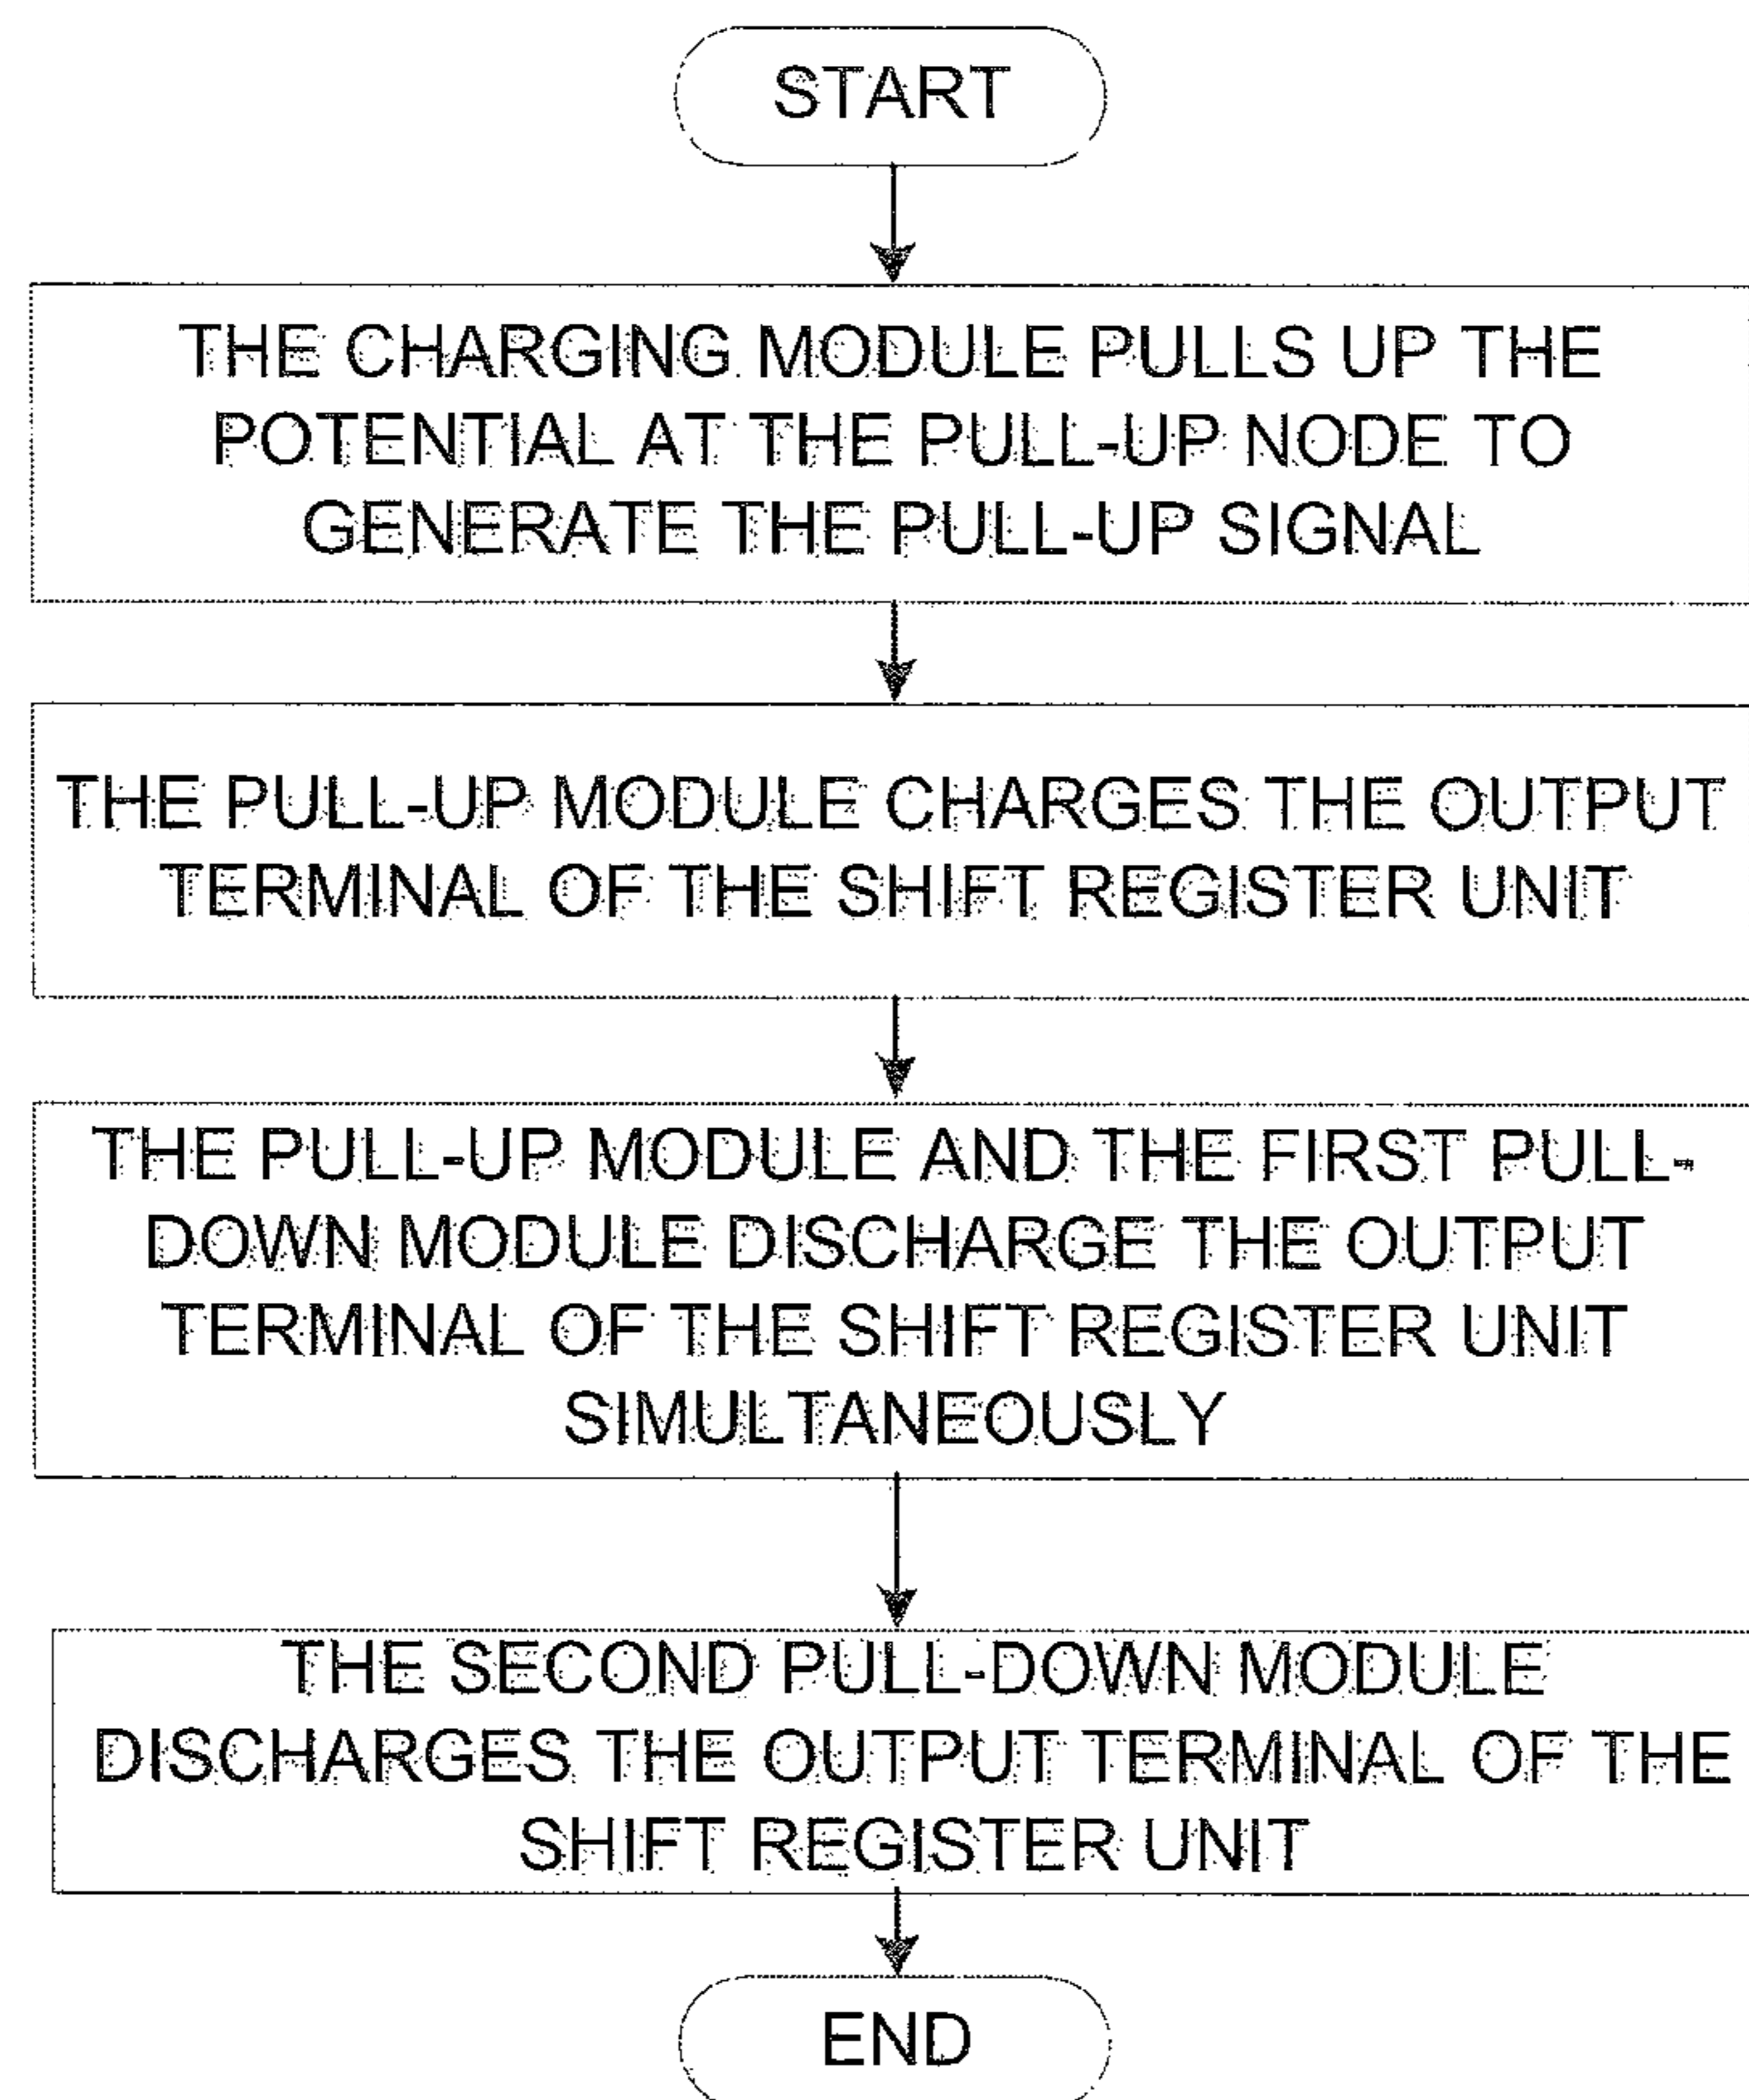 START
THE CHARGING MODULE PULLS UP THE
POTENTIAL AT THE PULL-UP NODE TO
GENERATE THE PULL-UP SIGNAL
THE PULL-UP MODULE CHARGES THE OUTPUT
TERMINAL OF THE SHIFT REGISTER UNIT
THE PULL-UP MODULE AND THE FIRST PULL-
DOWN MODULE DISCHARGE THE OUTPUT
TERMINAL OF THE SHIFT REGISTER UNIT
SIMULTANEOUSLY
THE SECOND PULL-DOWN MODULE
DISCHARGES THE OUTPUT TERMINAL OF THE
SHIFT REGISTER UNIT
END